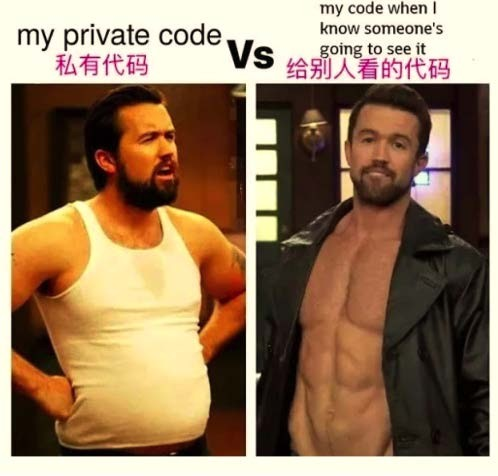 my private code
私有代码
Vs
my code when I
know someone's
going to see it
给别人看的代码